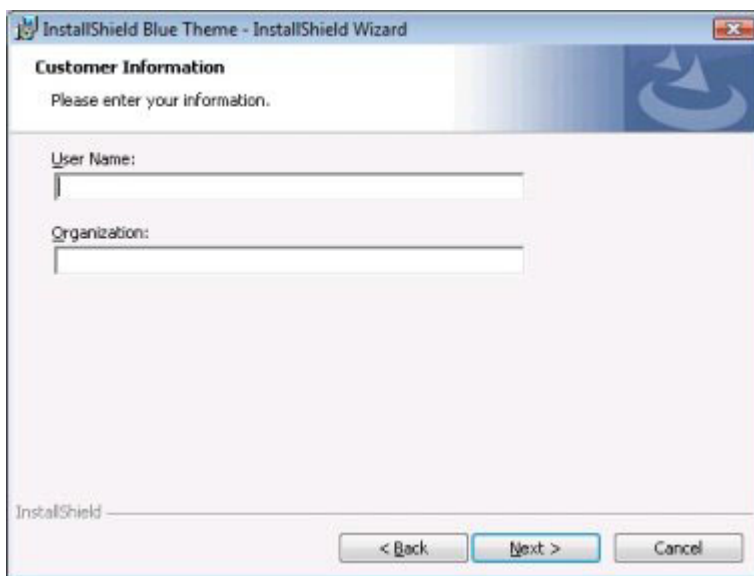 InstallShield Blue Theme - InstallShield Wizard
Customer Information
Please enter your information.
User Name:
Organization:
InstallShield
< Back Next > Cancel